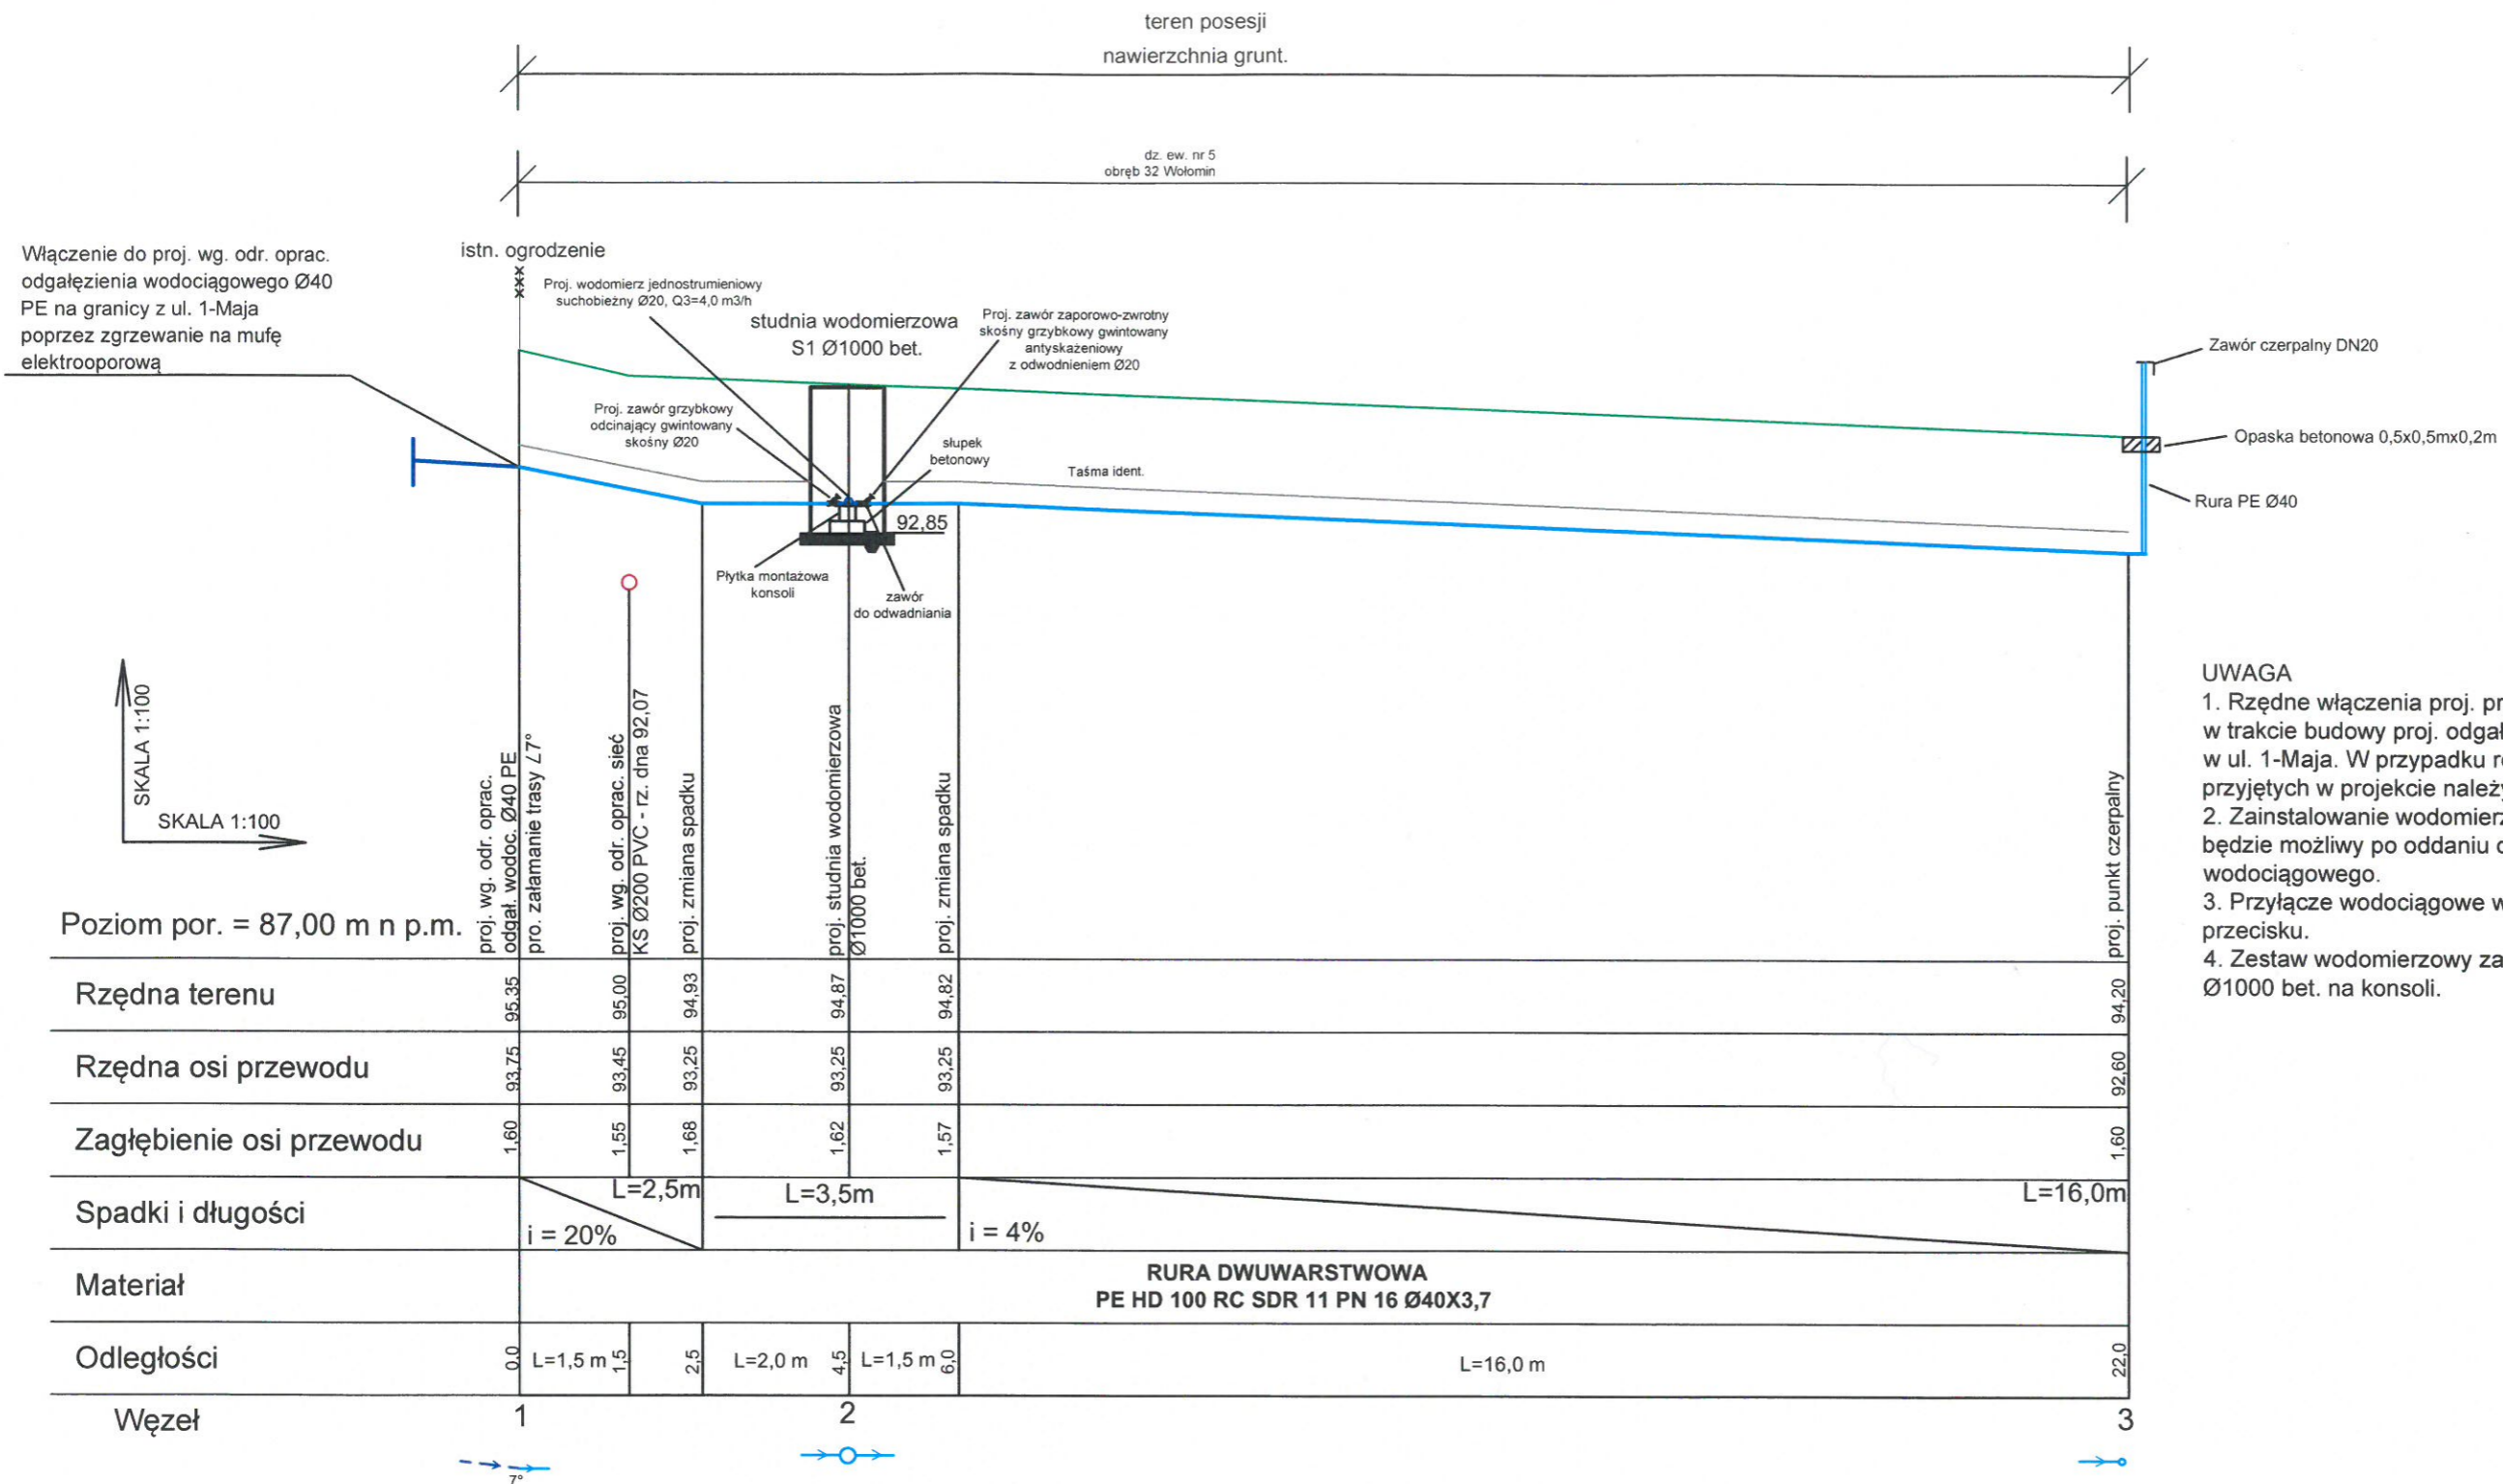 teren posesji
nawierzchnia grunt.
dz. ew. nr 5
obręb 32 Wołomin
Włączenie do proj. wg. odr. oprac.
odgałęzienia wodociągowego Ø40
PE na granicy z ul. 1-Maja
poprzez zgrzewanie na mufę
elektrooporową
istn. ogrodzenie
Proj. wodomierz jednostrumieniowy
suchobieżny Ø20, Q3=4,0 m3/h
studnia wodomierzowa
S1 Ø1000 bet.
Proj. zawór zaporowo-zwrotny
skośny grzybkowy gwintowany
antyskażeniowy
z odwodnieniem Ø20
Proj. zawór grzybkowy
odcinający gwintowany
skośny Ø20
słupek
betonowy
Taśma ident.
92,85
Płytka montażowa
konsoli
zawór
do odwadniania
Zawór czerpalny DN20
Opaska betonowa 0,5x0,5mx0,2m
Rura PE Ø40
SKALA 1:100
SKALA 1:100
UWAGA
1. Rzędne włączenia proj. pr
w trakcie budowy proj. odgał
w ul. 1-Maja. W przypadku r
przyjętych w projekcie należy
2. Zainstalowanie wodomierz
będzie możliwy po oddaniu
wodociągowego.
3. Przyłącze wodociągowe w
przecisku.
4. Zestaw wodomierzowy za
Ø1000 bet. na konsoli.
proj. wg. odr. oprac.
odgał. wodoc. Ø40 PE
pro. załamanie trasy ∠7°
proj. wg. odr. oprac. sieć
KS Ø200 PVC - rz. dna 92,07
proj. zmiana spadku
proj. studnia wodomierzowa
Ø1000 bet.
proj. zmiana spadku
proj. punkt czerpalny
Poziom por. = 87,00 m n p.m.
Rzędna terenu 95,35 95,00 94,93 94,87 94,82 94,20
Rzędna osi przewodu 93,75 93,45 93,25 93,25 93,25 92,60
Zagłębienie osi przewodu 1,60 1,55 1,68 1,62 1,57 1,60
Spadki i długości i = 20% L=2,5m L=3,5m i = 4% L=16,0m
Materiał
RURA DWUWARSTWOWA
PE HD 100 RC SDR 11 PN 16 Ø40X3,7
Odległości 0,0 L=1,5 m 1,5 2,5 L=2,0 m 4,5 L=1,5 m 6,0 L=16,0 m 22,0
Węzeł 1 2 3
7°